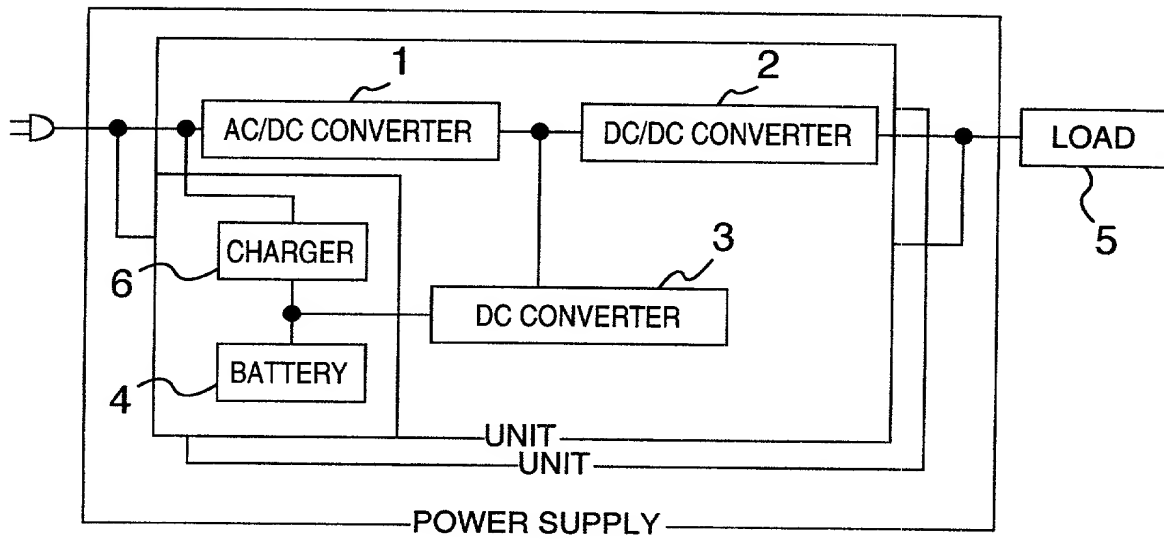 1
2
AC/DC CONVERTER
DC/DC CONVERTER
LOAD
5
CHARGER
6
3
DC CONVERTER
BATTERY
4
UNIT
UNIT
POWER SUPPLY